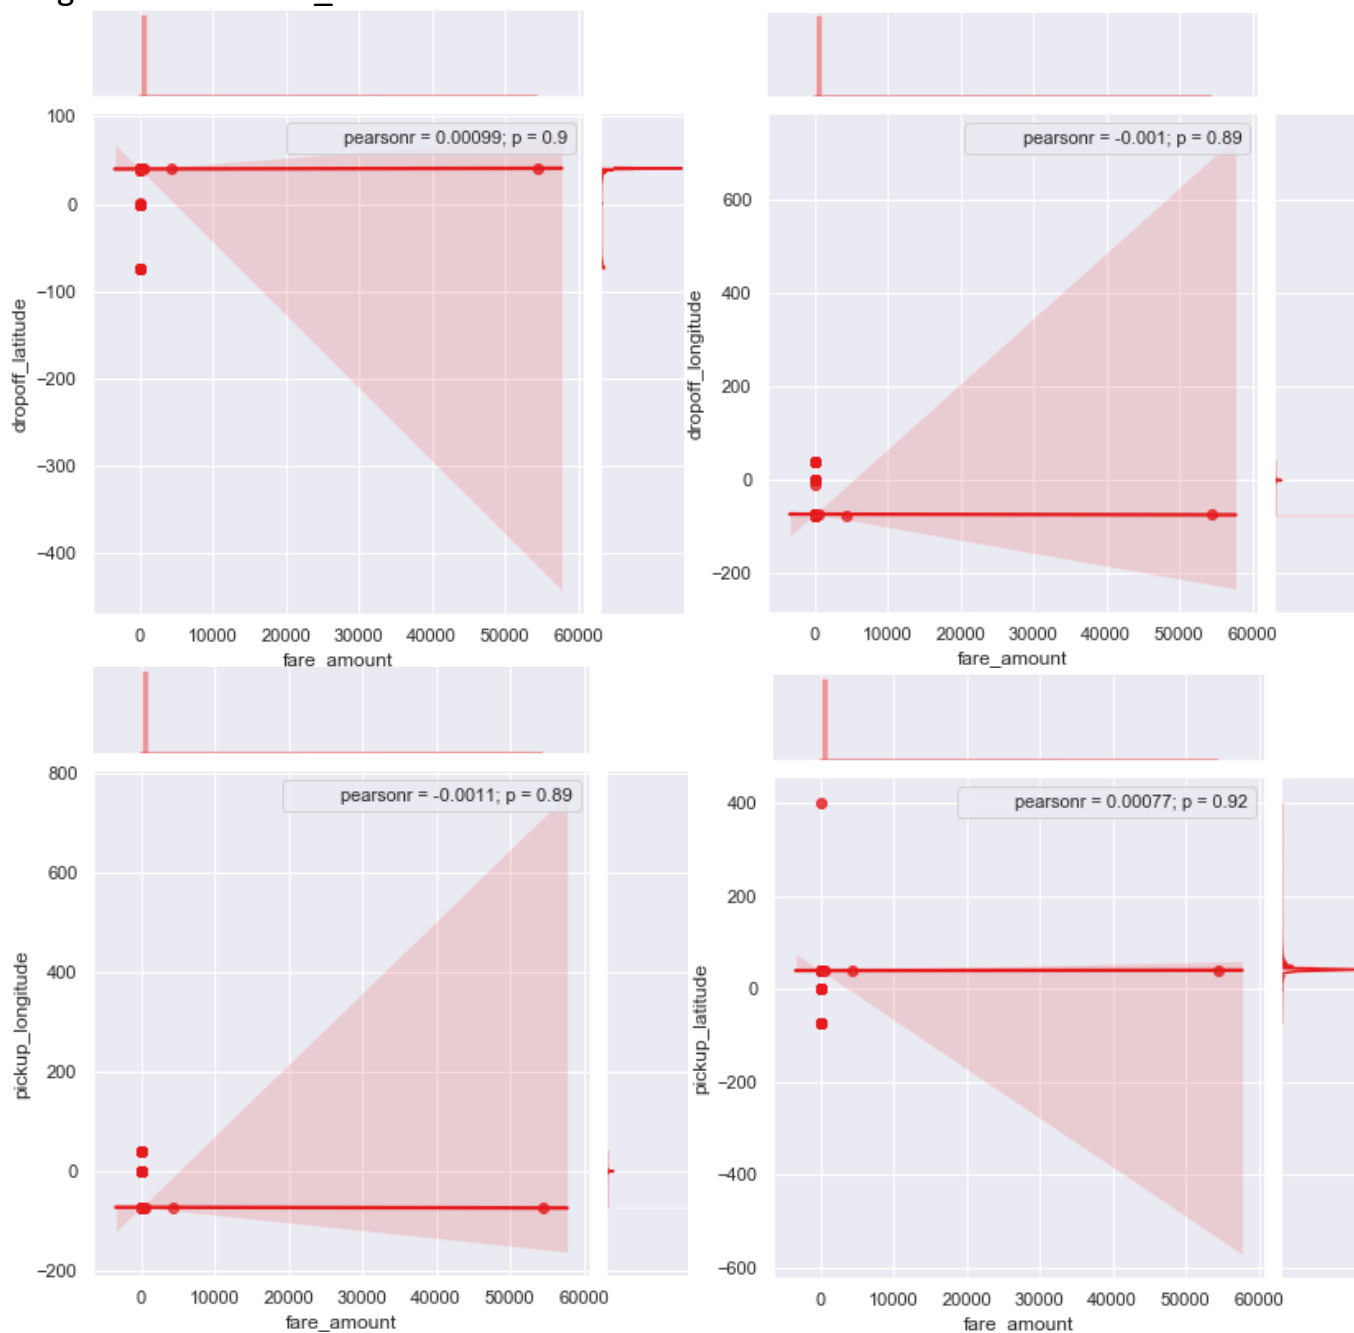 pearsonr = 0.00099; p = 0.9
100
0
−100
−200
−300
−400
dropoff_latitude
0 10000 20000 30000 40000 50000 60000
fare_amount
pearsonr = -0.001; p = 0.89
600
400
200
0
−200
dropoff_longitude
0 10000 20000 30000 40000 50000 60000
fare_amount
pearsonr = -0.0011; p = 0.89
800
600
400
200
0
−200
pickup_longitude
0 10000 20000 30000 40000 50000 60000
fare_amount
pearsonr = 0.00077; p = 0.92
400
200
0
−200
−400
−600
pickup_latitude
0 10000 20000 30000 40000 50000 60000
fare_amount